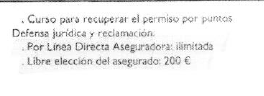 . Curso para recuperar el permiso por puntos
Defensa jurídica y reclamación.
. Por Línea Directa Aseguradora: ilimitada
. Libre elección del asegurado: 200 €